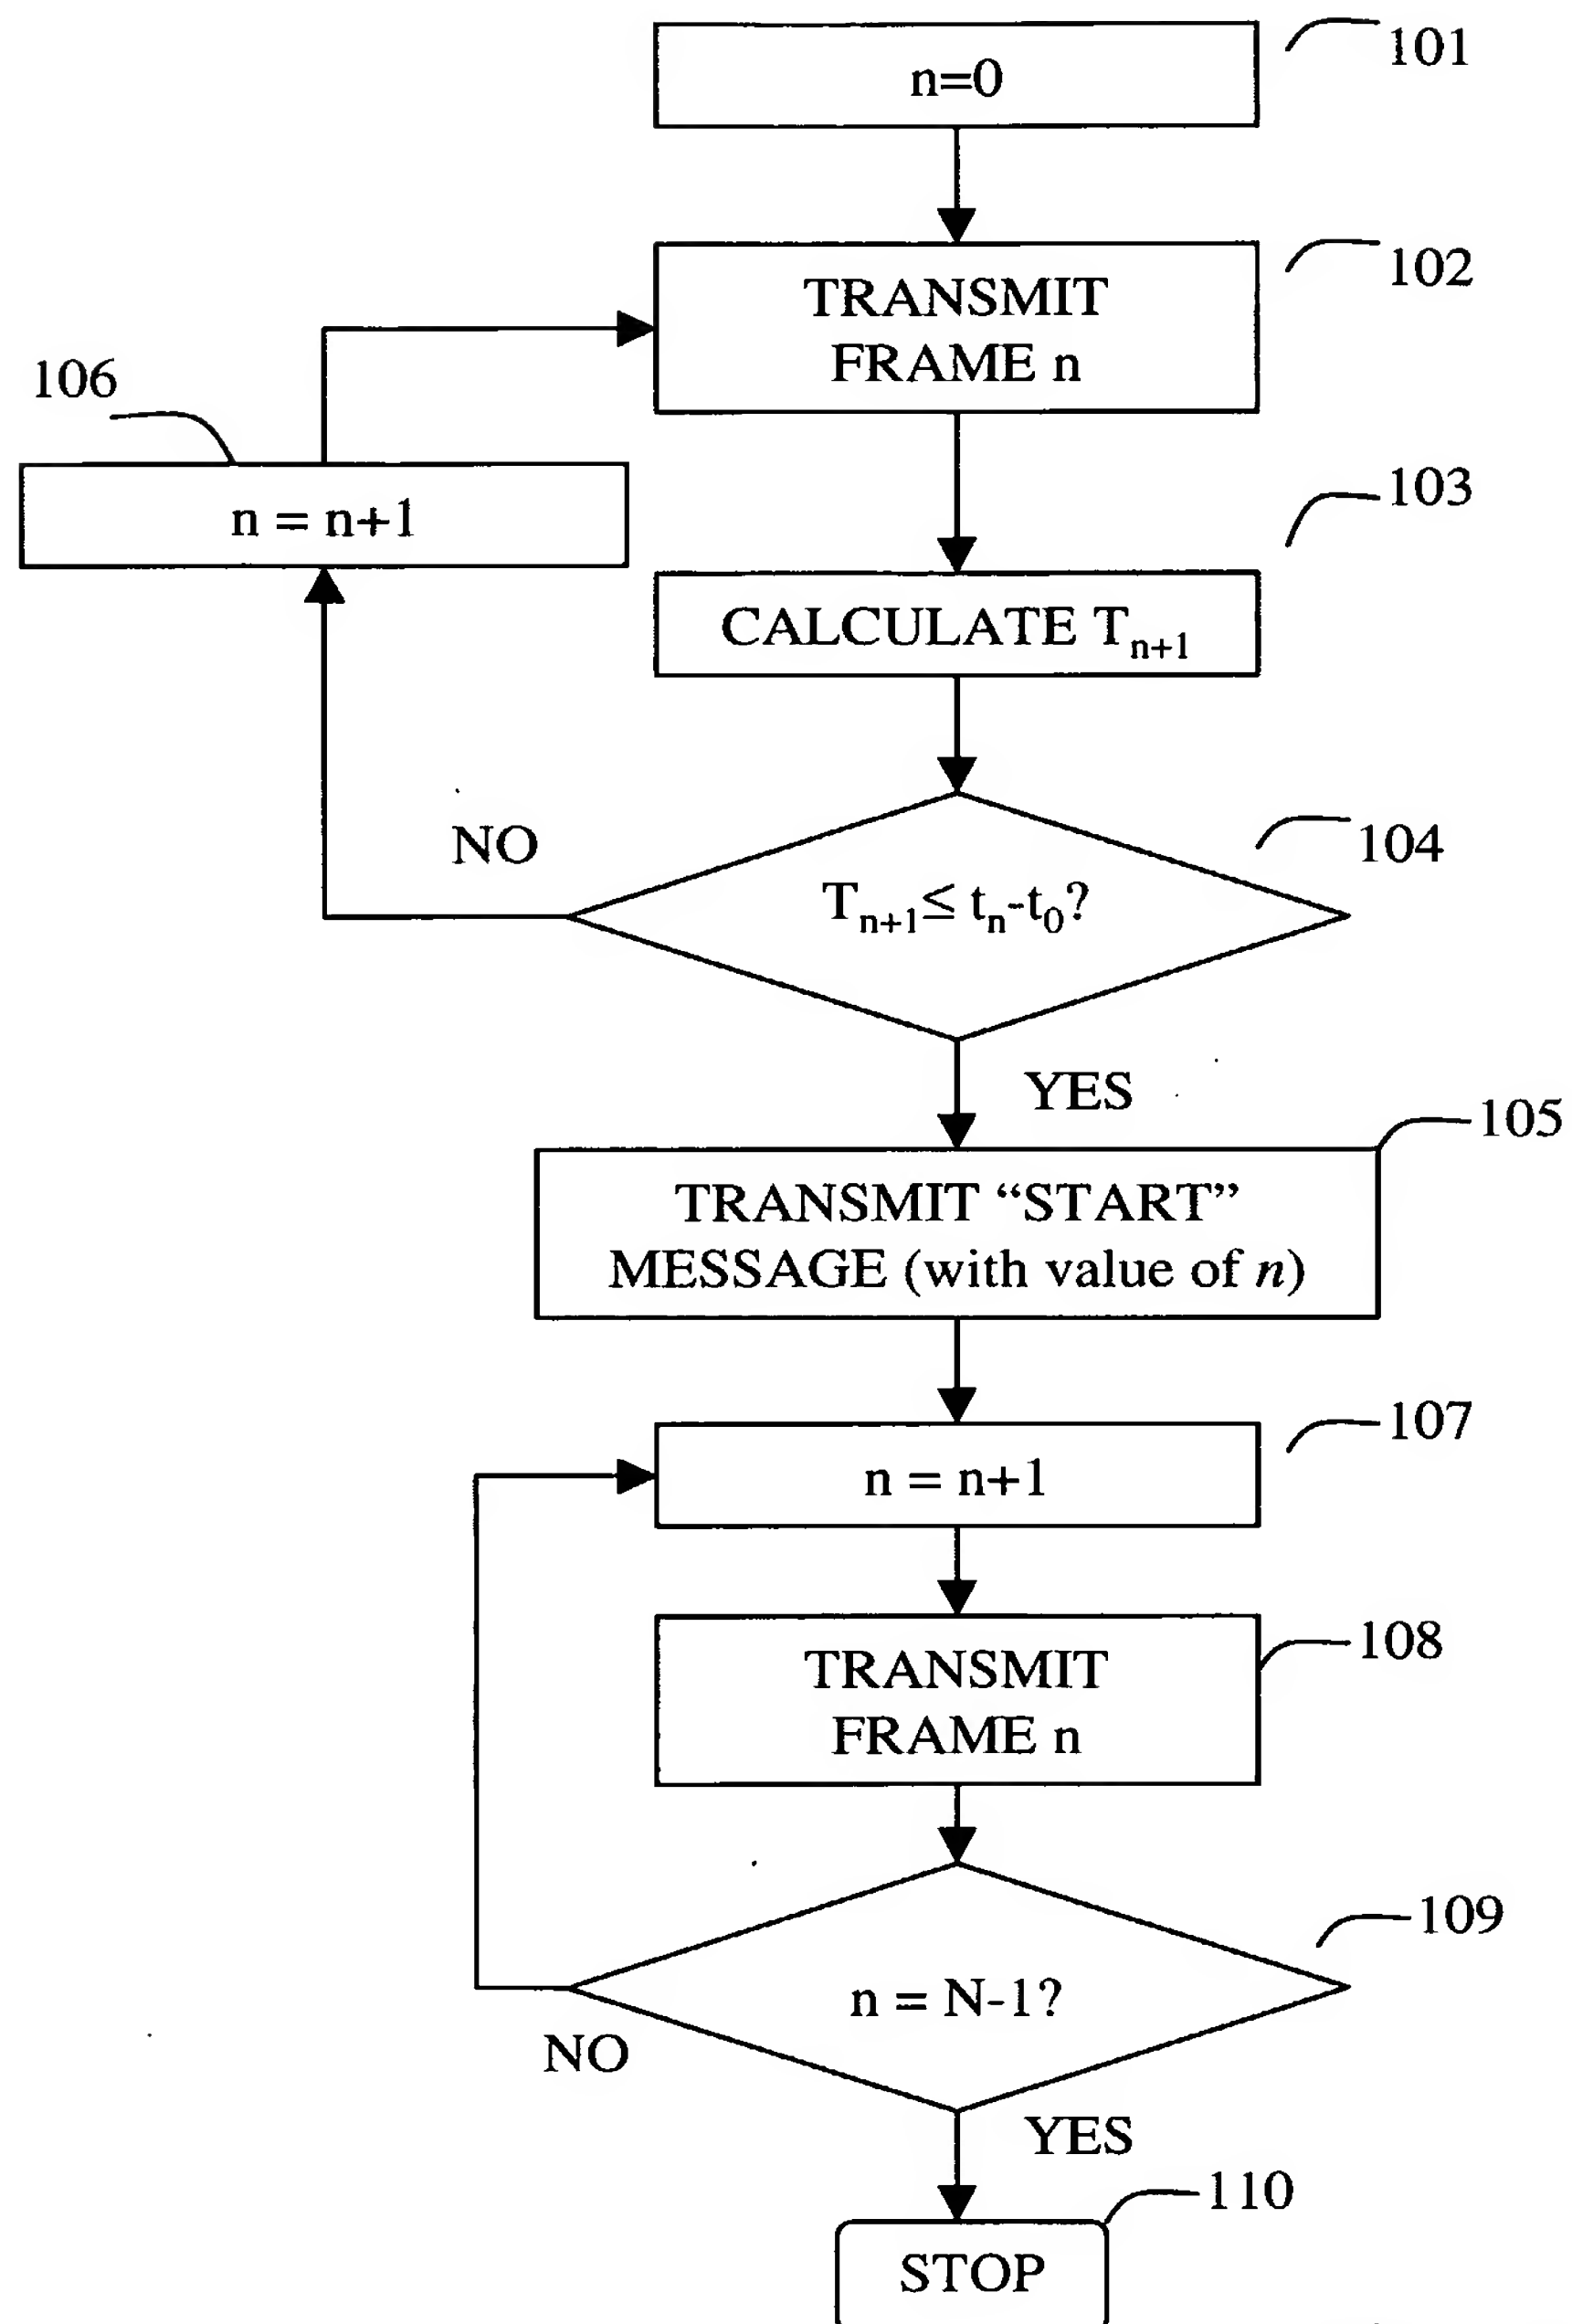 n=0
101
TRANSMIT
FRAME n
102
106
n = n+1
CALCULATE Tn+1
103
NO
Tn+1≤ tn-t0?
104
YES
TRANSMIT “START”
MESSAGE (with value of n)
105
n = n+1
107
TRANSMIT
FRAME n
108
n = N-1?
109
NO
YES
STOP
110